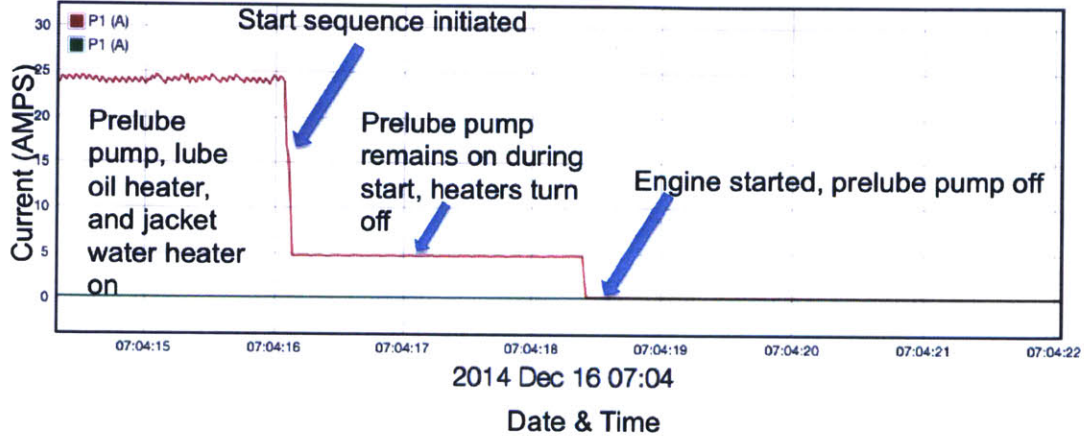 Start sequence initiated
P1 (A)
P1 (A)
30
25
20
15
10
5
0
Current (AMPS)
Prelube
pump, lube
oil heater,
and jacket
water heater
on
Prelube pump
remains on during
start, heaters turn
off
Engine started, prelube pump off
07:04:15
07:04:16
07:04:17
07:04:18
07:04:19
07:04:20
07:04:21
07:04:22
2014 Dec 16 07:04
Date & Time